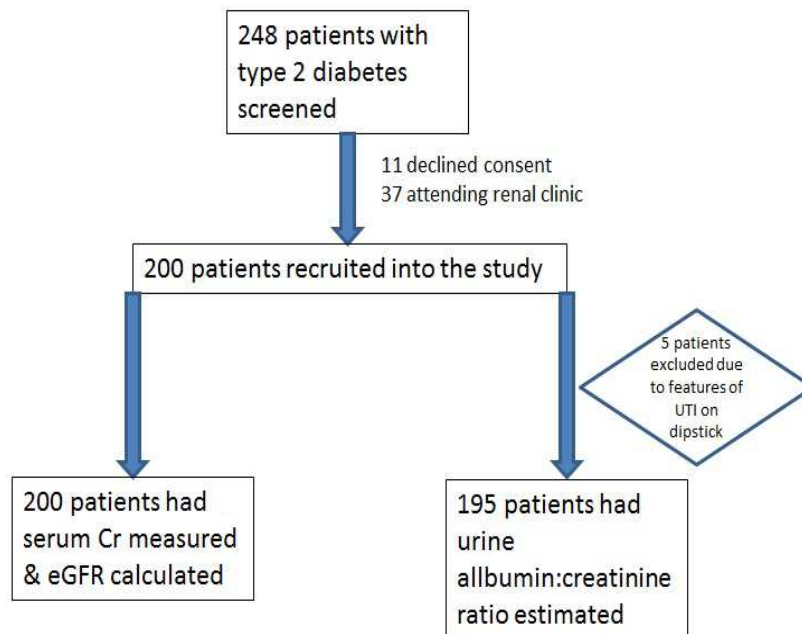 248 patients with
type 2 diabetes
screened
11 declined consent
37 attending renal clinic
200 patients recruited into the study
5 patients
excluded due
to features of
UTI on
dipstick
200 patients had
serum Cr measured
& eGFR calculated
195 patients had
urine
allbumin:creatinine
ratio estimated